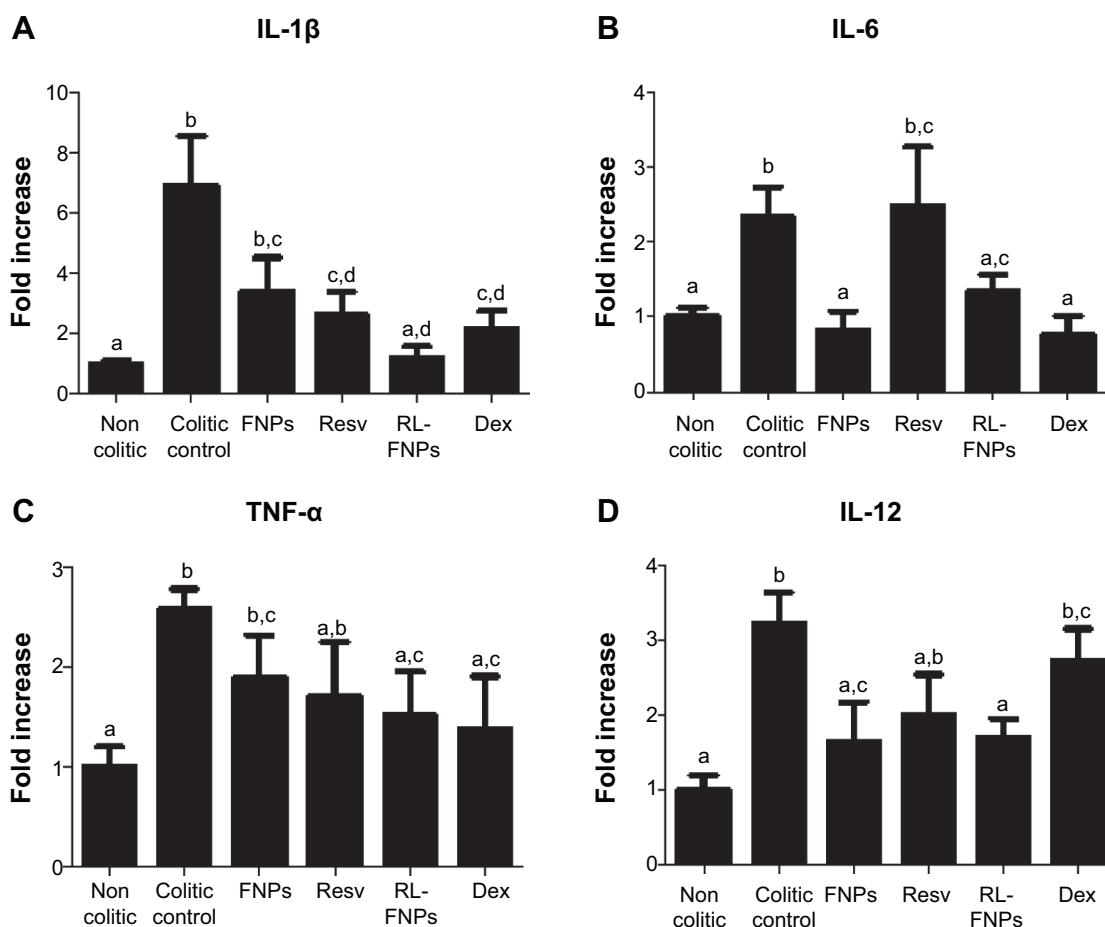 A
IL-1β
Fold increase
10
8
6
4
2
0
a
b
b,c
c,d
a,d
c,d
Non
colitic
Colitic
control
FNPs
Resv
RL-
FNPs
Dex
B
IL-6
Fold increase
4
3
2
1
0
a
b
a
b,c
a,c
a
Non
colitic
Colitic
control
FNPs
Resv
RL-
FNPs
Dex
C
TNF-α
Fold increase
3
2
1
0
a
b
b,c
a,b
a,c
a,c
Non
colitic
Colitic
control
FNPs
Resv
RL-
FNPs
Dex
D
IL-12
Fold increase
4
3
2
1
0
a
b
a,c
a,b
a
b,c
Non
colitic
Colitic
control
FNPs
Resv
RL-
FNPs
Dex